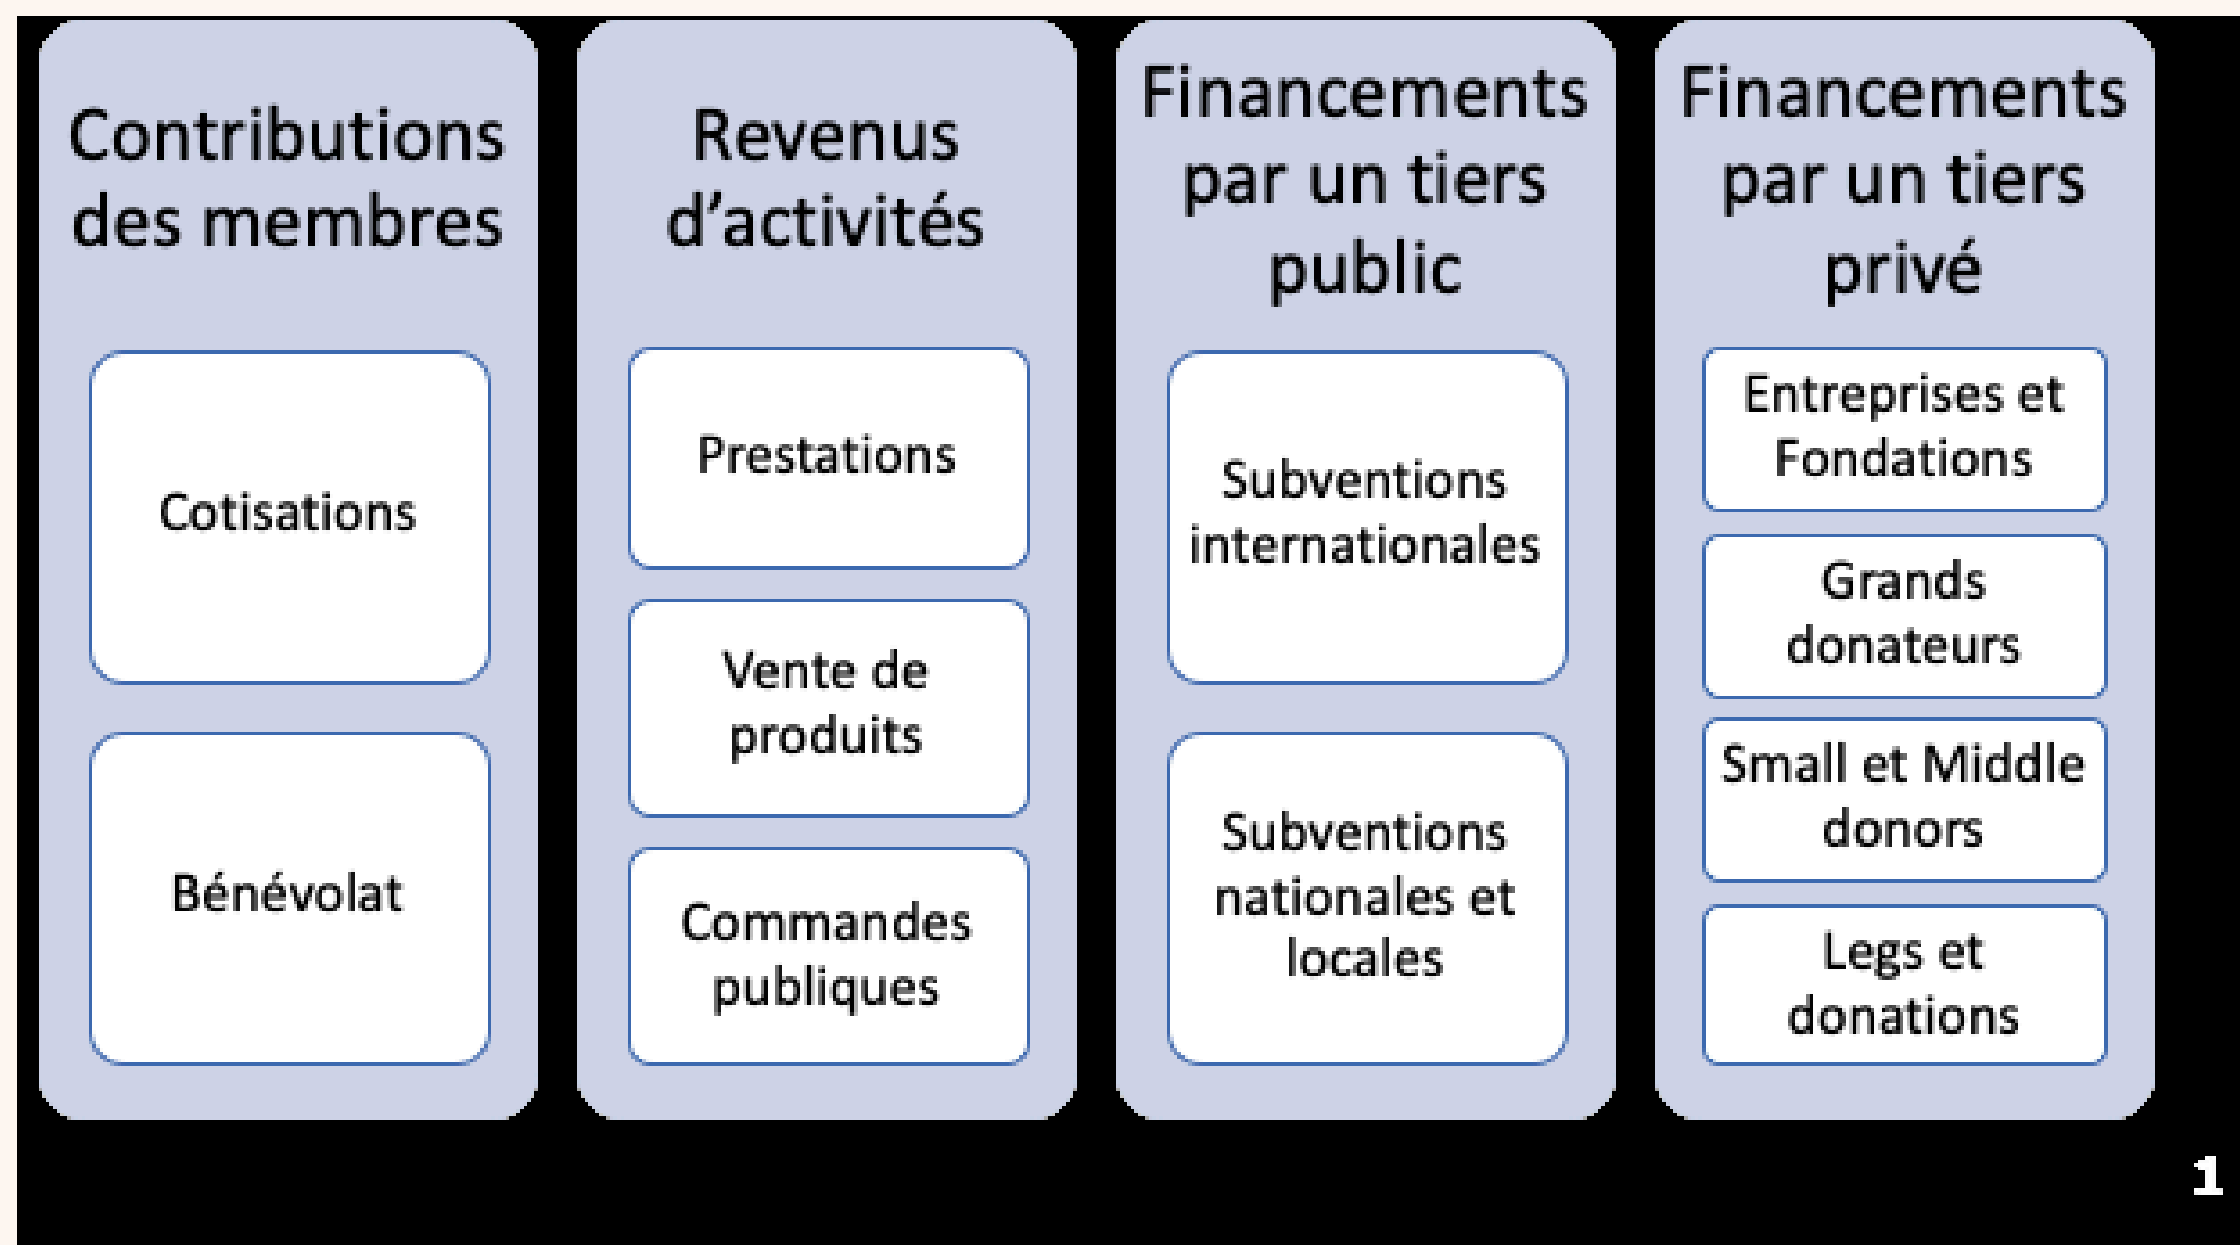 Contributions
des membres
Cotisations
Bénévolat
Revenus
d’activités
Prestations
Vente de
produits
Commandes
publiques
Financements
par un tiers
public
Subventions
internationales
Subventions
nationales et
locales
Financements
par un tiers
privé
Entreprises et
Fondations
Grands
donateurs
Small et Middle
donors
Legs et
donations
1